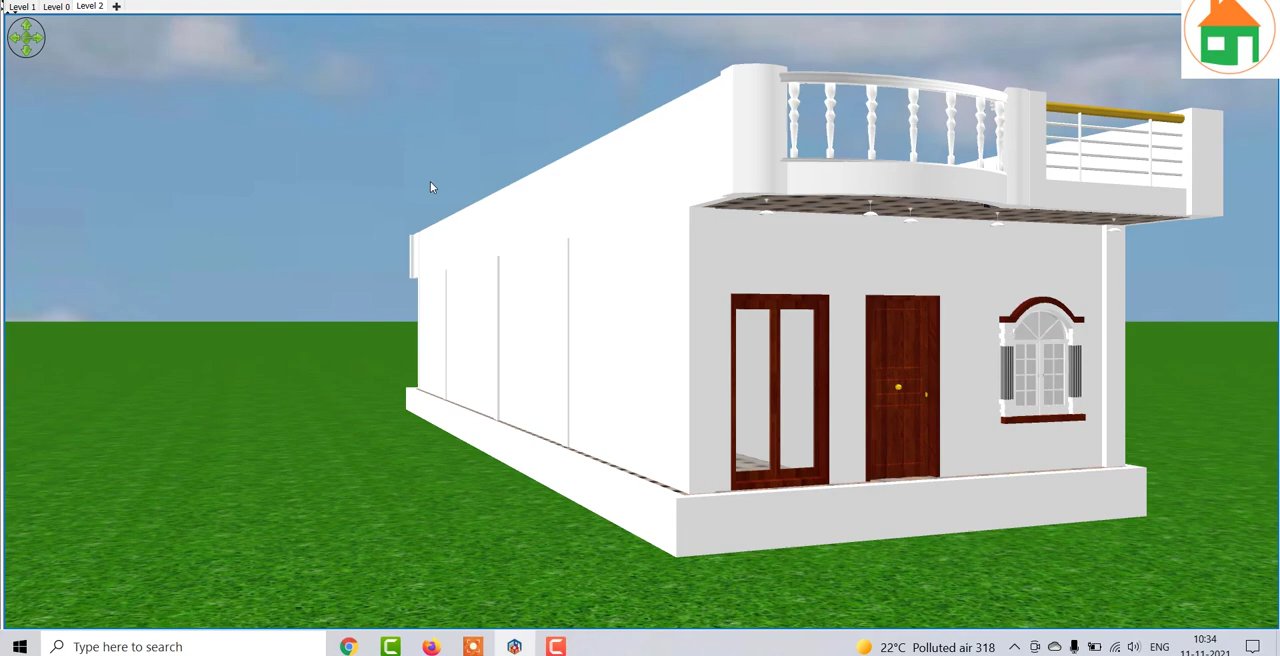 Level 1 Level 0 Level 2
Type here to search
22°C Polluted air 318
ENG
10:34
11-11-2021